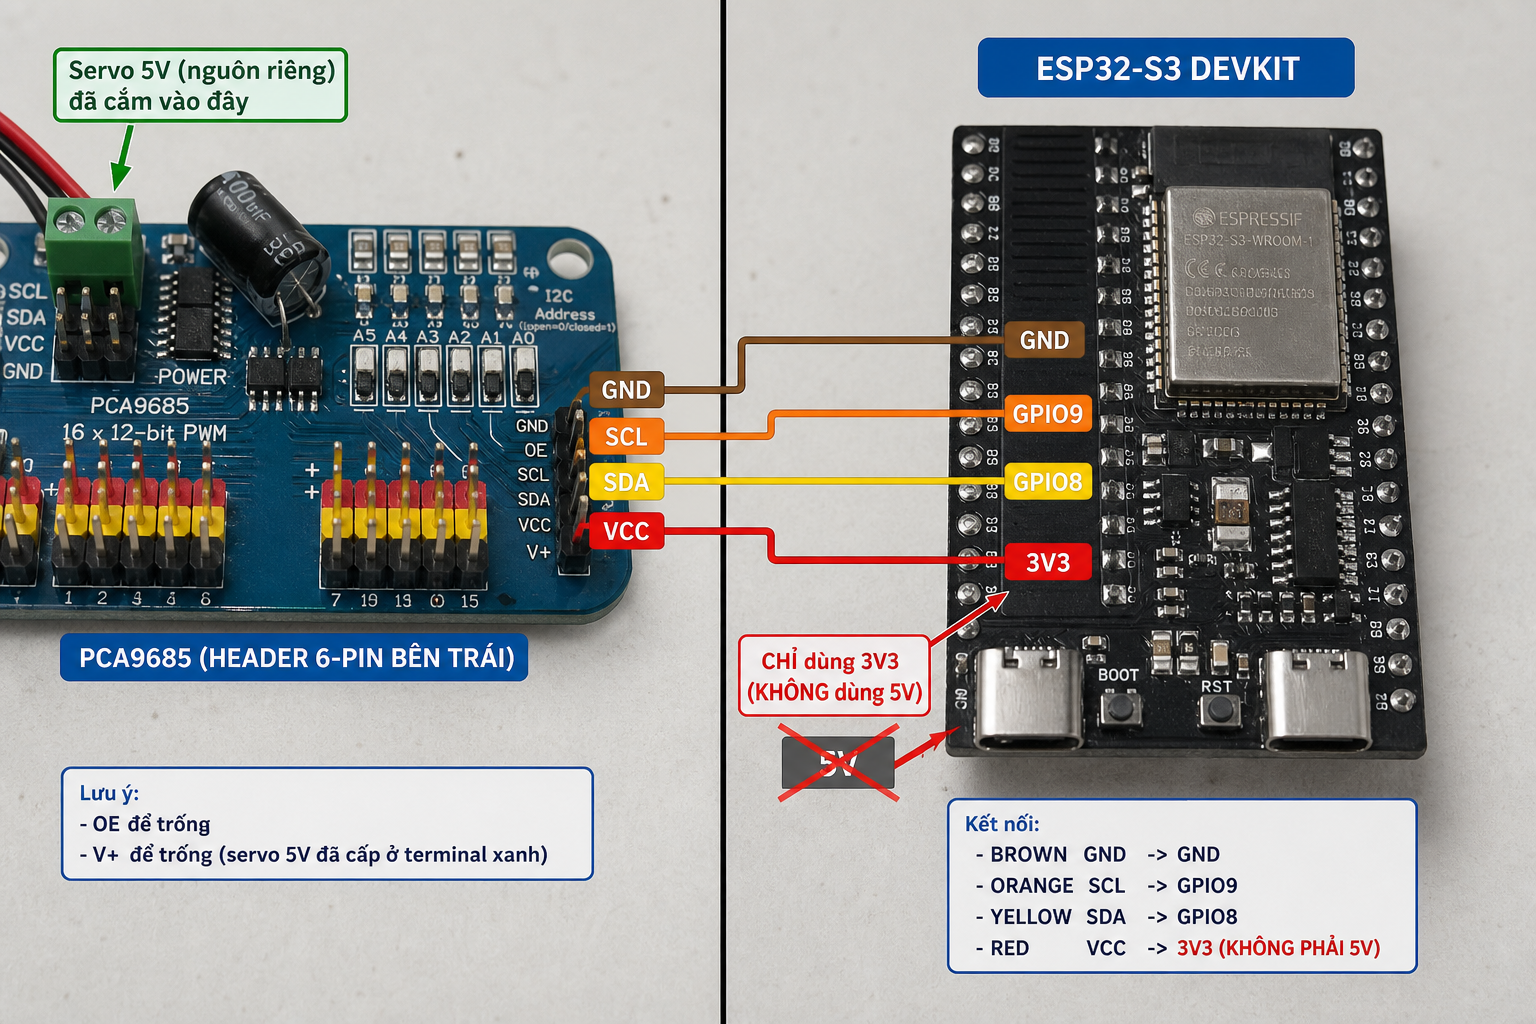 Servo 5V (nguồn riêng)
đã cắm vào đây
SCL
SDA
VCC
GND
POWER
PCA9685
16 x 12-bit PWM
I2C
Address
A5 A4 A3 A2 A1 A0
GND
OE
SCL
SDA
VCC
V+
GND
SCL
SDA
VCC
1 2
7 19 13 15
PCA9685 (HEADER 6-PIN BÊN TRÁI)
Lưu ý:
- OE để trống
- V+ để trống (servo 5V đã cấp ở terminal xanh)
ESP32-S3 DEVKIT
ESPRESSIF
ESP32-S3-WROOM-1
GND
GPIO9
GPIO8
3V3
CHỈ dùng 3V3
(KHÔNG dùng 5V)
5V
BOOT
RST
Kết nối:
- BROWN GND -> GND
- ORANGE SCL -> GPIO9
- YELLOW SDA -> GPIO8
- RED VCC -> 3V3 (KHÔNG PHẢI 5V)